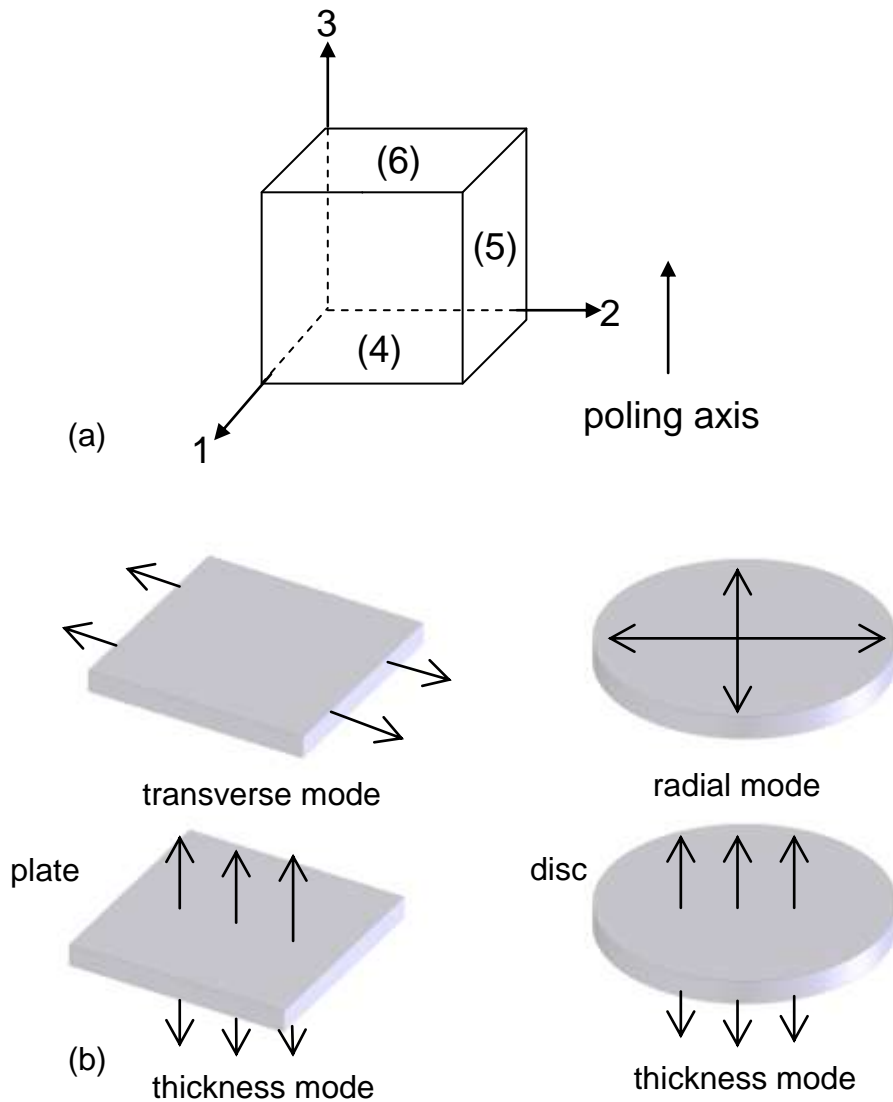 3
(6)
(5)
2
(4)
poling axis
(a)
1
transverse mode
radial mode
plate
disc
(b)
thickness mode
thickness mode